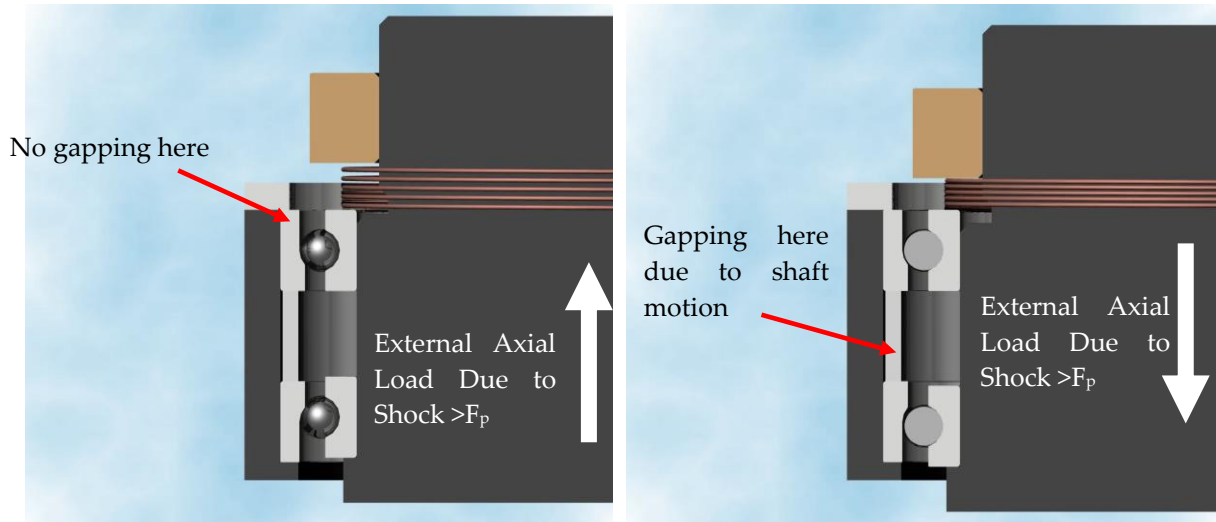 No gapping here
External Axial
Load Due to
Shock >Fp
Gapping here
due to shaft
motion
External Axial
Load Due to
Shock >Fp